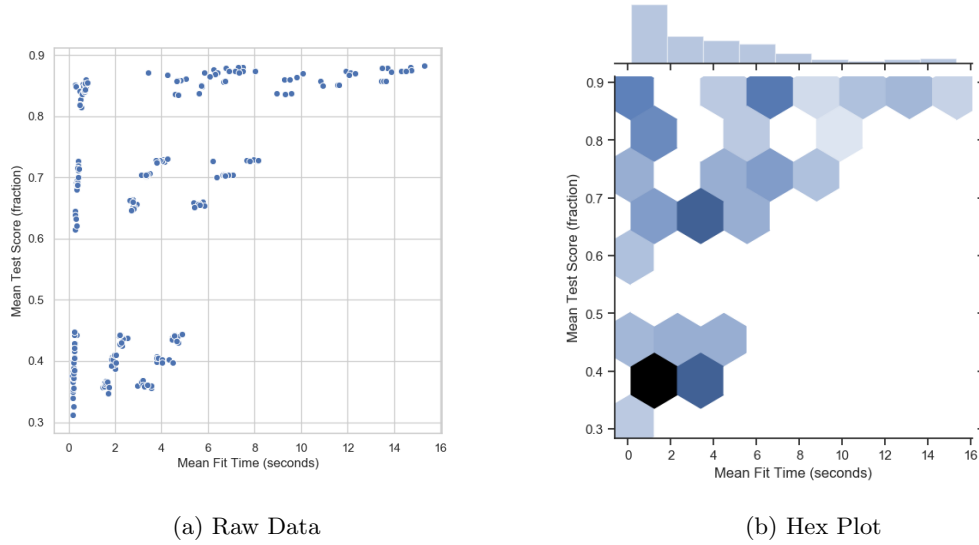 0.9
0.8
0.7
0.6
0.5
0.4
0.3
Mean Test Score (fraction)
0 2 4 6 8 10 12 14 16
Mean Fit Time (seconds)
(a) Raw Data
0.9
0.8
0.7
0.6
0.5
0.4
0.3
Mean Test Score (fraction)
0 2 4 6 8 10 12 14 16
Mean Fit Time (seconds)
(b) Hex Plot